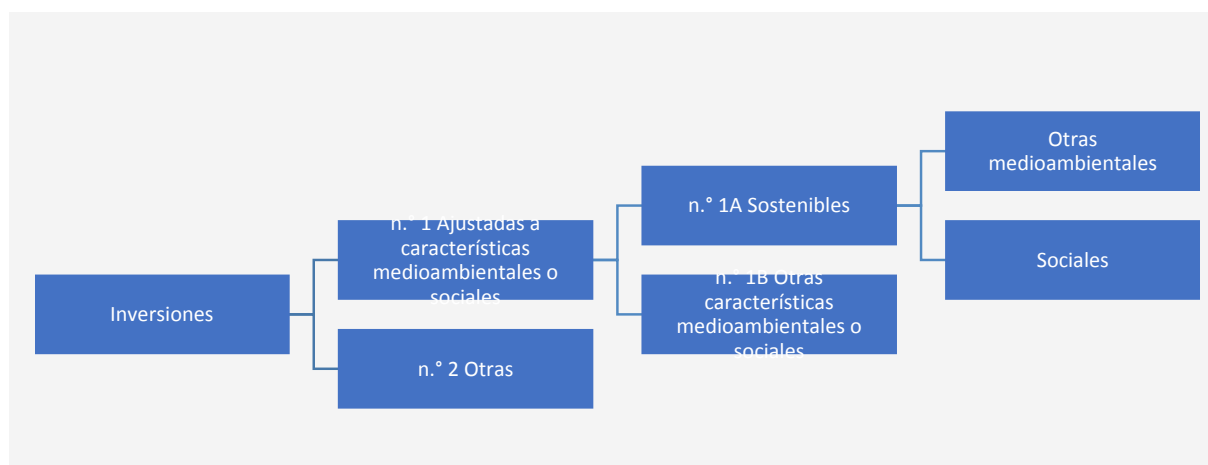 Inversiones
n.° 1 Ajustadas a
características
medioambientales o
sociales
n.° 2 Otras
n.° 1A Sostenibles
n.° 1B Otras
características
medioambientales o
sociales
Otras
medioambientales
Sociales